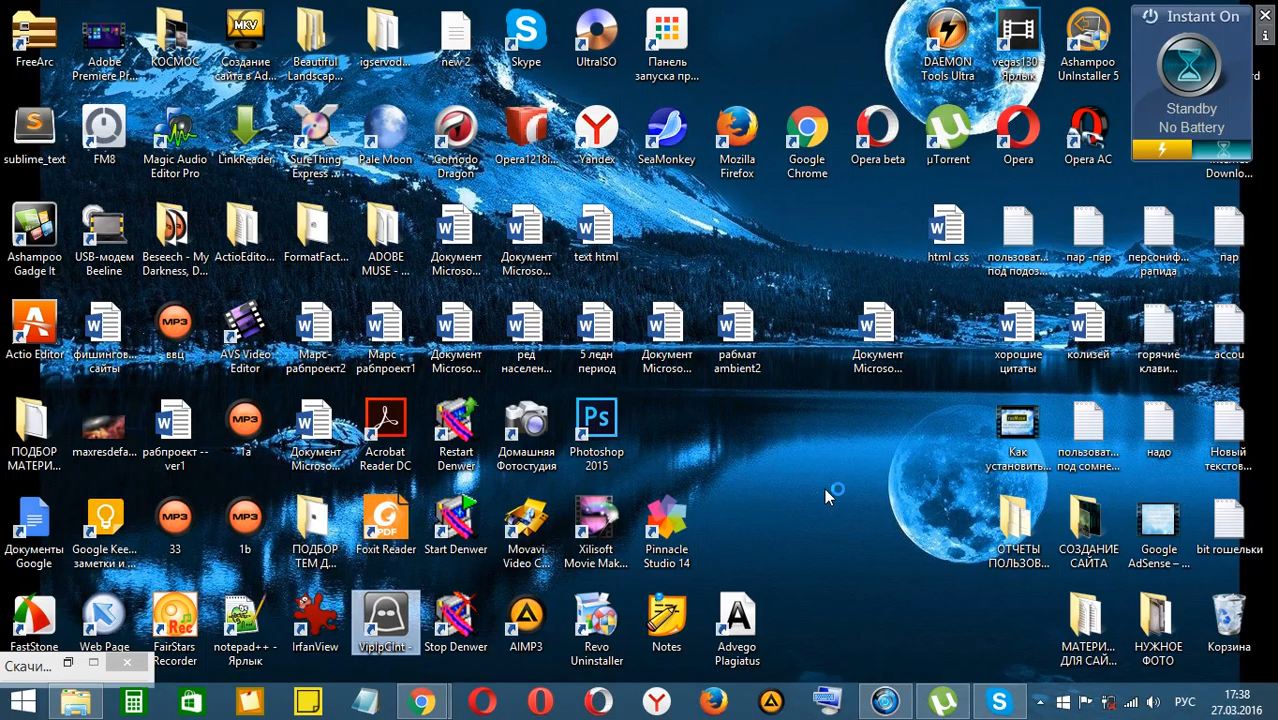 FreeArc
Adobe
Premiere Pr...
КОСМОС
Создание
сайта в Ad...
Beautiful
Landscap...
igservod...
new 2
Skype
UltraISO
Панель
запуска пр...
DAEMON
Tools Ultra
vegas130 -
Ярлык
Ashampoo
UnInstaller 5
Instant On
Standby
No Battery
sublime_text
FM8
Magic Audio
Editor Pro
LinkReader
SureThing
Express ...
Pale Moon
Comodo
Dragon
Opera1218i...
Yandex
SeaMonkey
Mozilla
Firefox
Google
Chrome
Opera beta
µTorrent
Opera
Opera AC
Downlo...
Ashampoo
Gadge It
USB-модем
Beeline
Beseech - My
Darkness, D...
ActioEditor...
FormatFact...
ADOBE
MUSE - ...
Документ
Microso...
Документ
Microso...
text html
html css
пользоват...
под подоз...
пар -пар
персониф...
рапида
пар
Actio Editor
фишингов...
сайты
ввц
AVS Video
Editor
Марс-
рабпроект2
Марс -
рабпроект1
Документ
Microso...
ред
населен...
5 ледн
период
Документ
Microso...
рабмат
ambient2
Документ
Microso...
хорошие
цитаты
колизей
горячие
клави...
accou
ПОДБОР
МАТЕРИ...
maxresdefa...
рабпроект --
ver1
1a
Документ
Microso...
Acrobat
Reader DC
Restart
Denwer
Домашняя
Фотостудия
Photoshop
2015
Как
установить...
пользоват...
под сомне...
надо
Новый
текстов...
Документы
Google
Google Kee...
заметки и ...
33
1b
ПОДБОР
ТЕМ Д...
Foxit Reader
Start Denwer
Movavi
Video C...
Xilisoft
Movie Mak...
Pinnacle
Studio 14
ОТЧЕТЫ
ПОЛЬЗОВ...
СОЗДАНИЕ
САЙТА
Google
AdSense – ...
bit рошельки
FastStone
Web Page
FairStars
Recorder
notepad++ -
Ярлык
IrfanView
VipipClnt -
Stop Denwer
AIMP3
Revo
Uninstaller
Notes
Advego
Plagiatus
МАТЕРИ...
ДЛЯ САЙ...
НУЖНОЕ
ФОТО
Корзина
Скачи...
РУС
17:38
27.03.2016